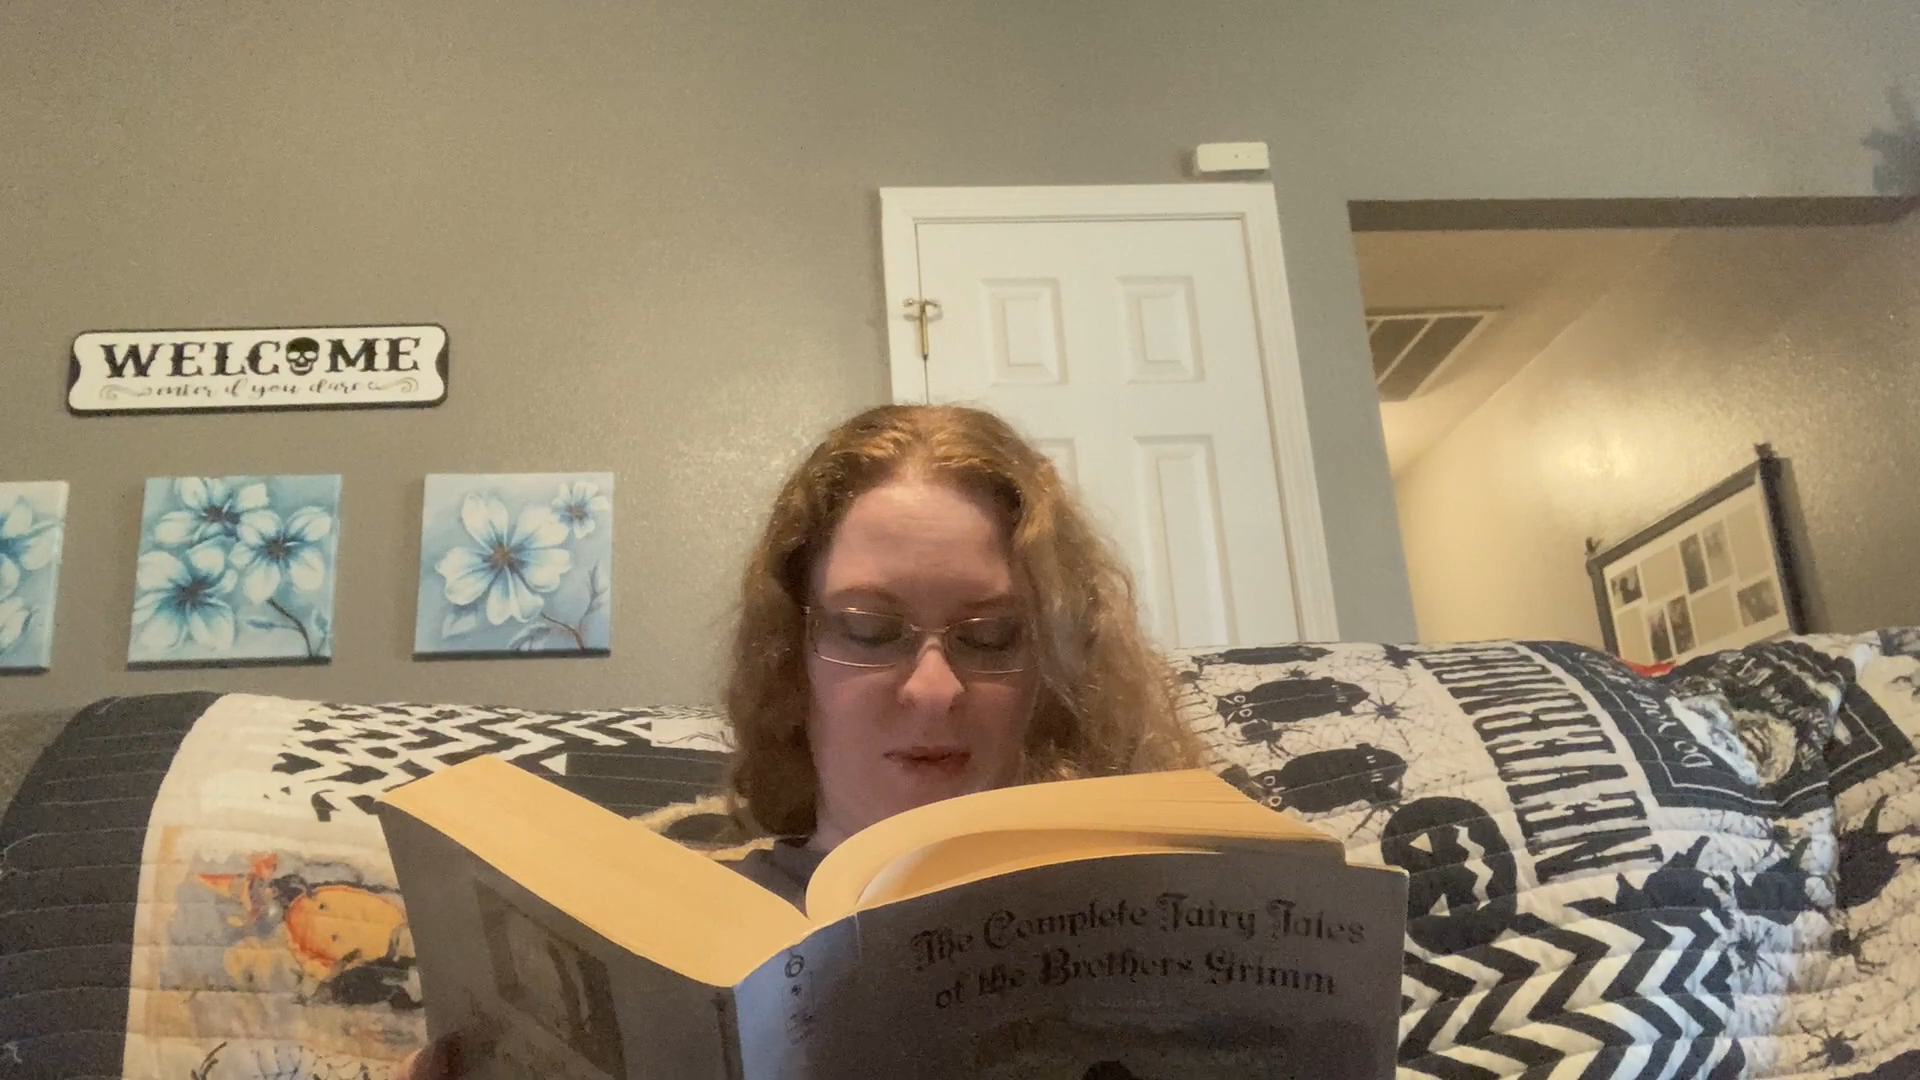 WELCOME
enter if you dare
NEVERMORE
The Complete Fairy Tales
of the Brothers Grimm